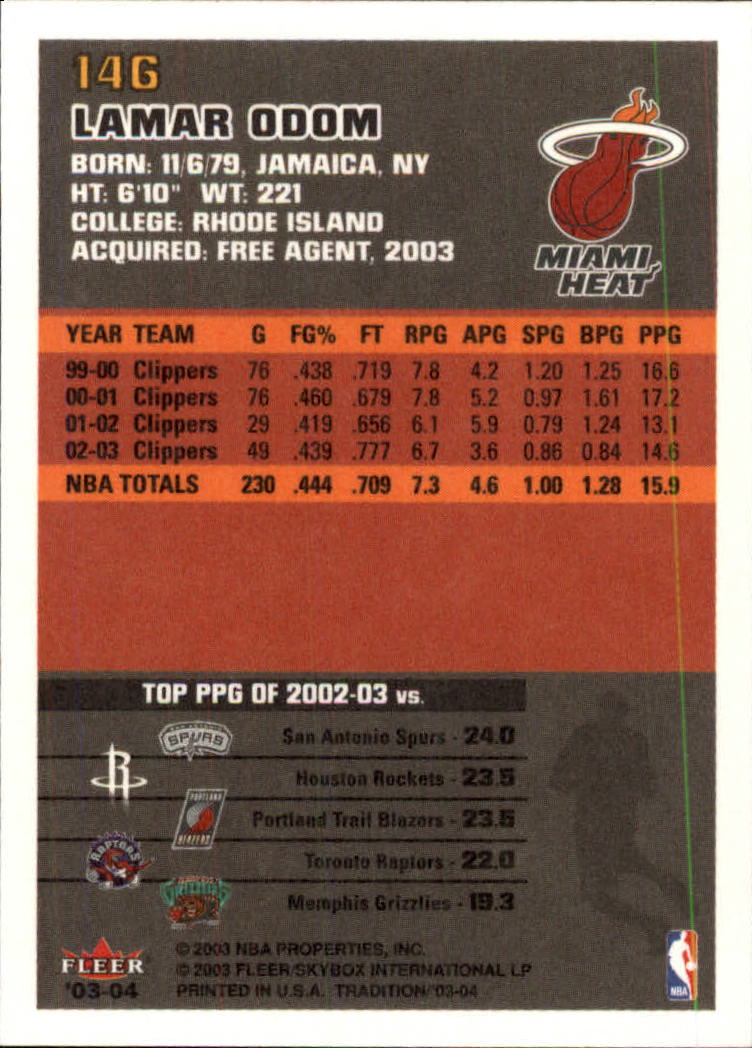 146
LAMAR ODOM
BORN: 11/6/79, JAMAICA, NY
HT: 6'10" WT: 221
COLLEGE: RHODE ISLAND
ACQUIRED: FREE AGENT, 2003
MIAMI
HEAT
YEAR TEAM G FG% FT RPG APG SPG BPG PPG
99-00 Clippers 76 .438 .719 7.8 4.2 1.20 1.25 16.6
00-01 Clippers 76 .460 .679 7.8 5.2 0.97 1.61 17.2
01-02 Clippers 29 .419 .656 6.1 5.9 0.79 1.24 13.1
02-03 Clippers 49 .439 .777 6.7 3.6 0.86 0.84 14.6
NBA TOTALS 230 .444 .709 7.3 4.6 1.00 1.28 15.9
TOP PPG OF 2002-03 vs.
SAN ANTONIO
SPURS
San Antonio Spurs - 24.0
R
Houston Rockets - 23.5
PORTLAND
BLAZERS
Portland Trail Blazers - 23.5
RAPTORS
Toronto Raptors - 22.0
GRIZZLIES
Memphis Grizzlies - 19.3
FLEER
'03-04
© 2003 NBA PROPERTIES, INC.
© 2003 FLEER/SKYBOX INTERNATIONAL LP
PRINTED IN U.S.A. TRADITION/'03-04
NBA